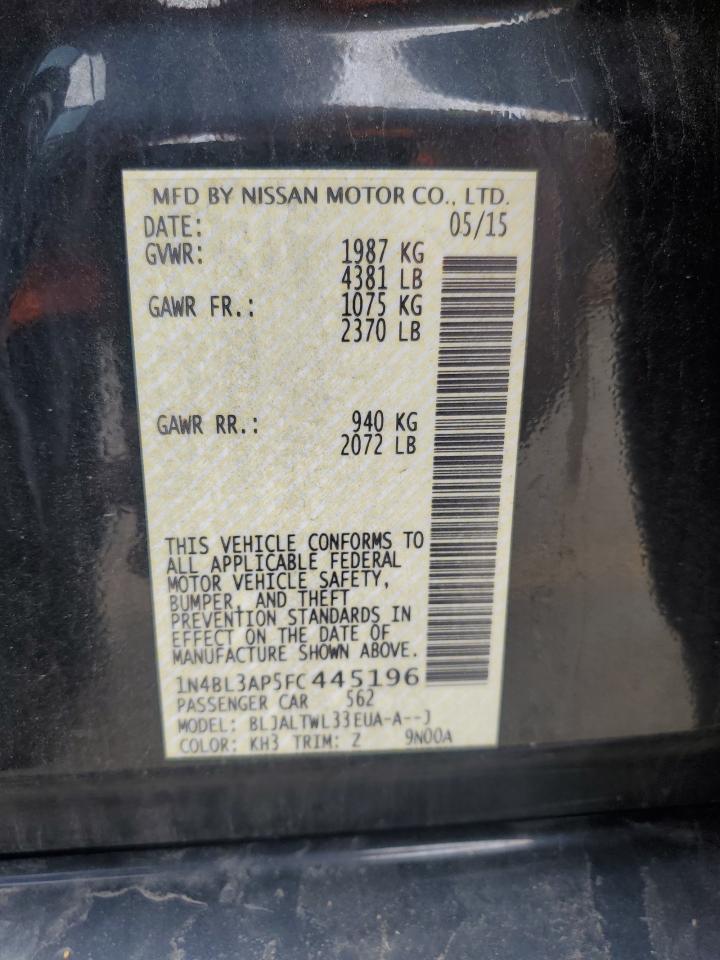 MFD BY NISSAN MOTOR CO., LTD.
DATE: 05/15
GVWR: 1987 KG
4381 LB
GAWR FR.: 1075 KG
2370 LB
GAWR RR.: 940 KG
2072 LB
THIS VEHICLE CONFORMS TO
ALL APPLICABLE FEDERAL
MOTOR VEHICLE SAFETY,
BUMPER, AND THEFT
PREVENTION STANDARDS IN
EFFECT ON THE DATE OF
MANUFACTURE SHOWN ABOVE.
1N4BL3AP5FC445196
PASSENGER CAR 562
MODEL: BLJALTWL33EUA-A--J
COLOR: KH3 TRIM: Z 9N00A